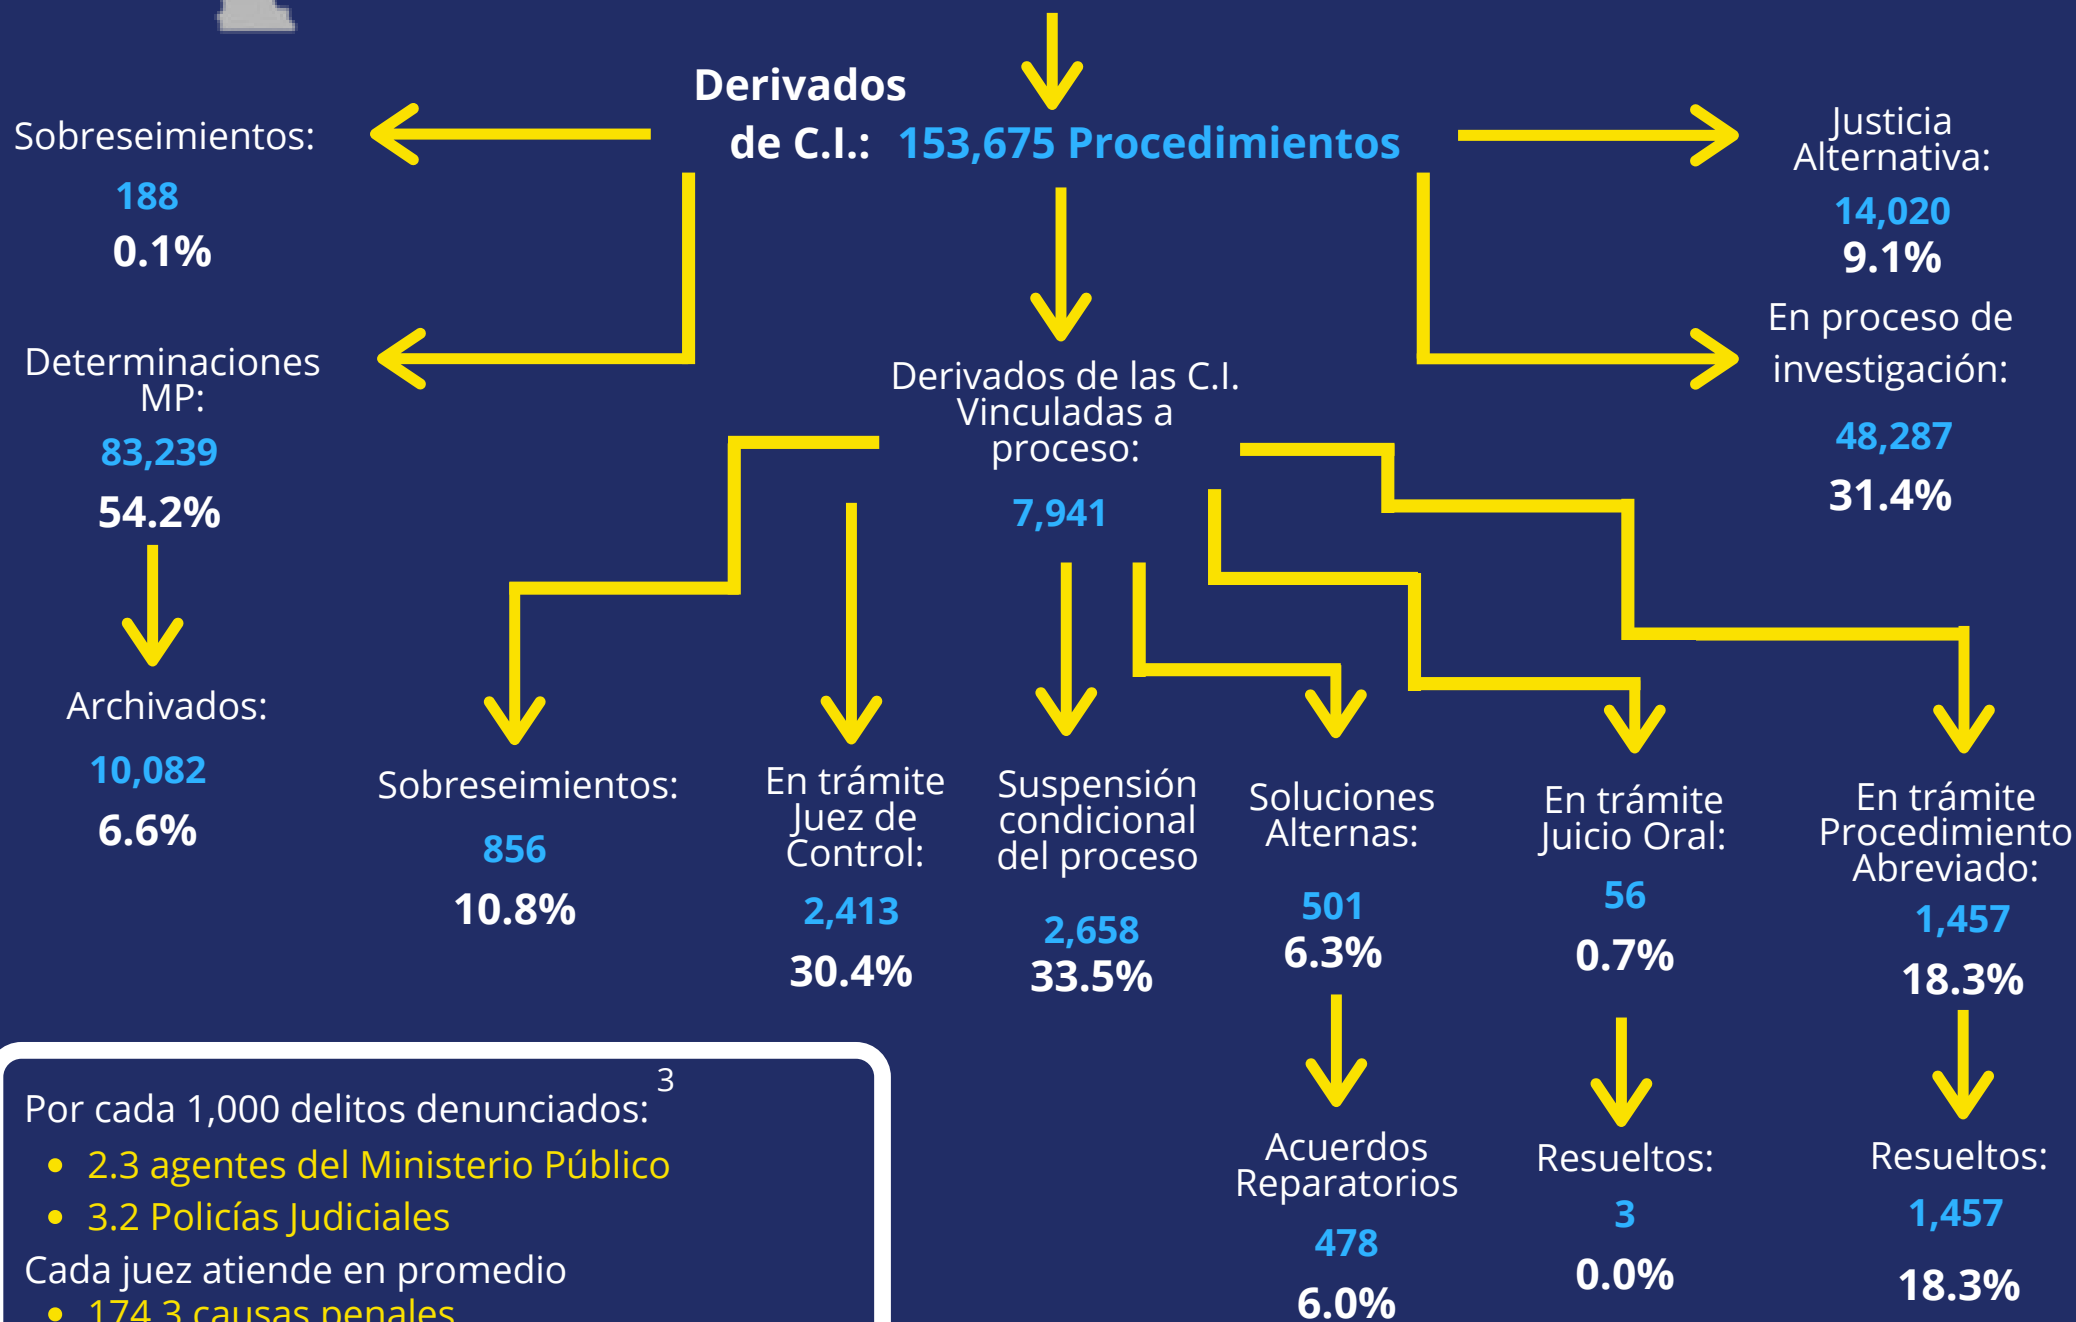 Derivados
de C.I.: 153,675 Procedimientos
Sobreseimientos:
188
0.1%
Justicia
Alternativa:
14,020
9.1%
Determinaciones
MP:
83,239
54.2%
Derivados de las C.I.
Vinculadas a
proceso:
7,941
En proceso de
investigación:
48,287
31.4%
Archivados:
10,082
6.6%
Sobreseimientos:
856
10.8%
En trámite
Juez de
Control:
2,413
30.4%
Suspensión
condicional
del proceso
2,658
33.5%
Soluciones
Alternas:
501
6.3%
En trámite
Juicio Oral:
56
0.7%
En trámite
Procedimiento
Abreviado:
1,457
18.3%
Acuerdos
Reparatorios
478
6.0%
Resueltos:
3
0.0%
Resueltos:
1,457
18.3%
Por cada 1,000 delitos denunciados: 3
• 2.3 agentes del Ministerio Público
• 3.2 Policías Judiciales
Cada juez atiende en promedio
• 174.3 causas penales